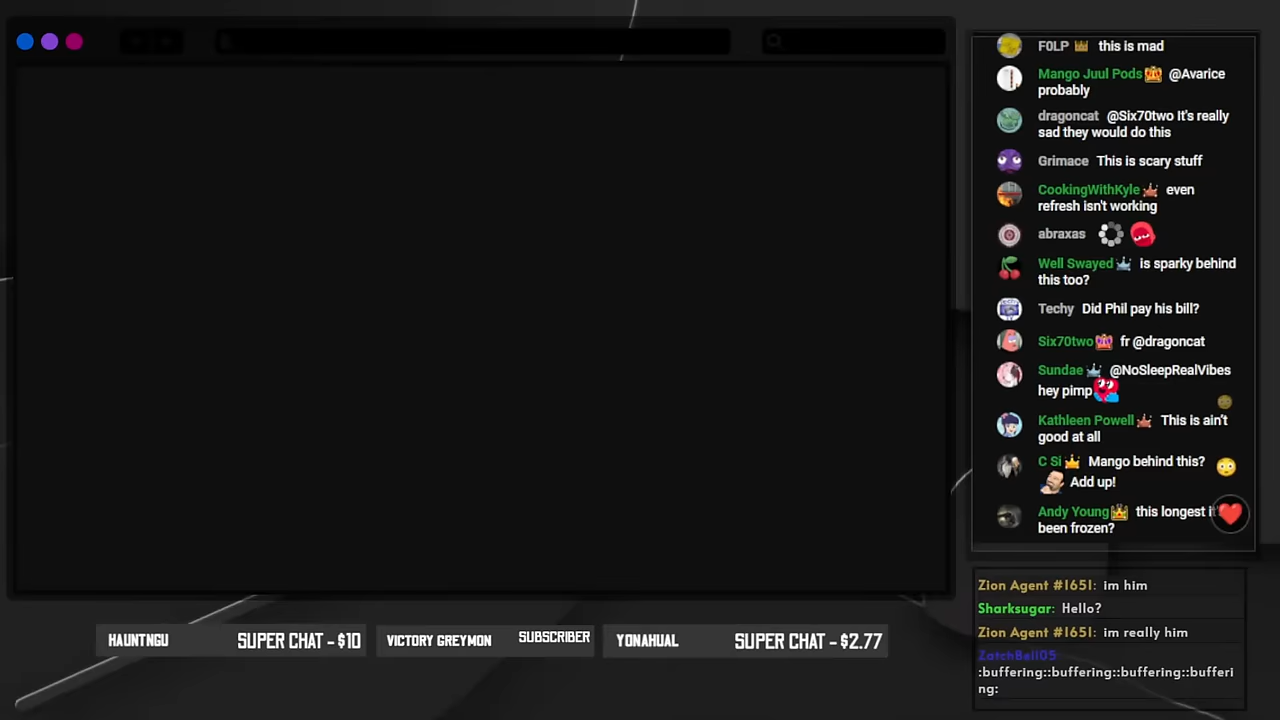 F0LP this is mad
Mango Juul Pods @Avarice
probably
dragoncat @Six70two It's really
sad they would do this
Grimace This is scary stuff
CookingWithKyle even
refresh isn't working
abraxas
Well Swayed is sparky behind
this too?
Techy Did Phil pay his bill?
Six70two fr @dragoncat
Sundae @NoSleepRealVibes
hey pimp
Kathleen Powell This is ain't
good at all
C Si Mango behind this?
Add up!
Andy Young this longest
been frozen?
Zion Agent #1651: im him
Sharksugar: Hello?
Zion Agent #1651: im really him
ZatchBell05:
:buffering::buffering::buffering::bufferi
ng:
HAUNTNGU SUPER CHAT - $10
VICTORY GREYMON SUBSCRIBER
YONAHUAL SUPER CHAT - $2.77